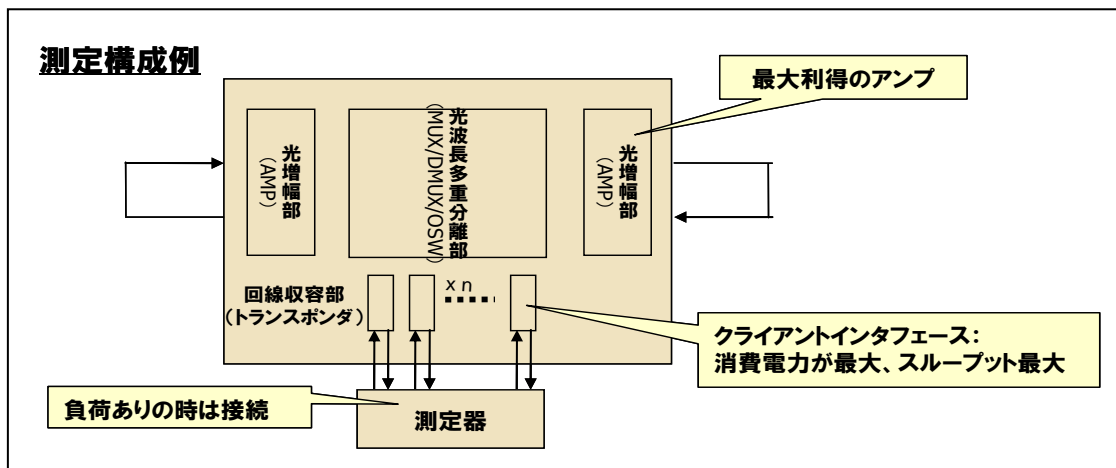 測定構成例
最大利得のアンプ
光増幅部
(AMP)
光波長多重分離部
(MUX/DMUX/OSW)
光増幅部
(AMP)
回線収容部
(トランスポンダ)
x n
クライアントインタフェース:
消費電力が最大、スループット最大
負荷ありの時は接続
測定器